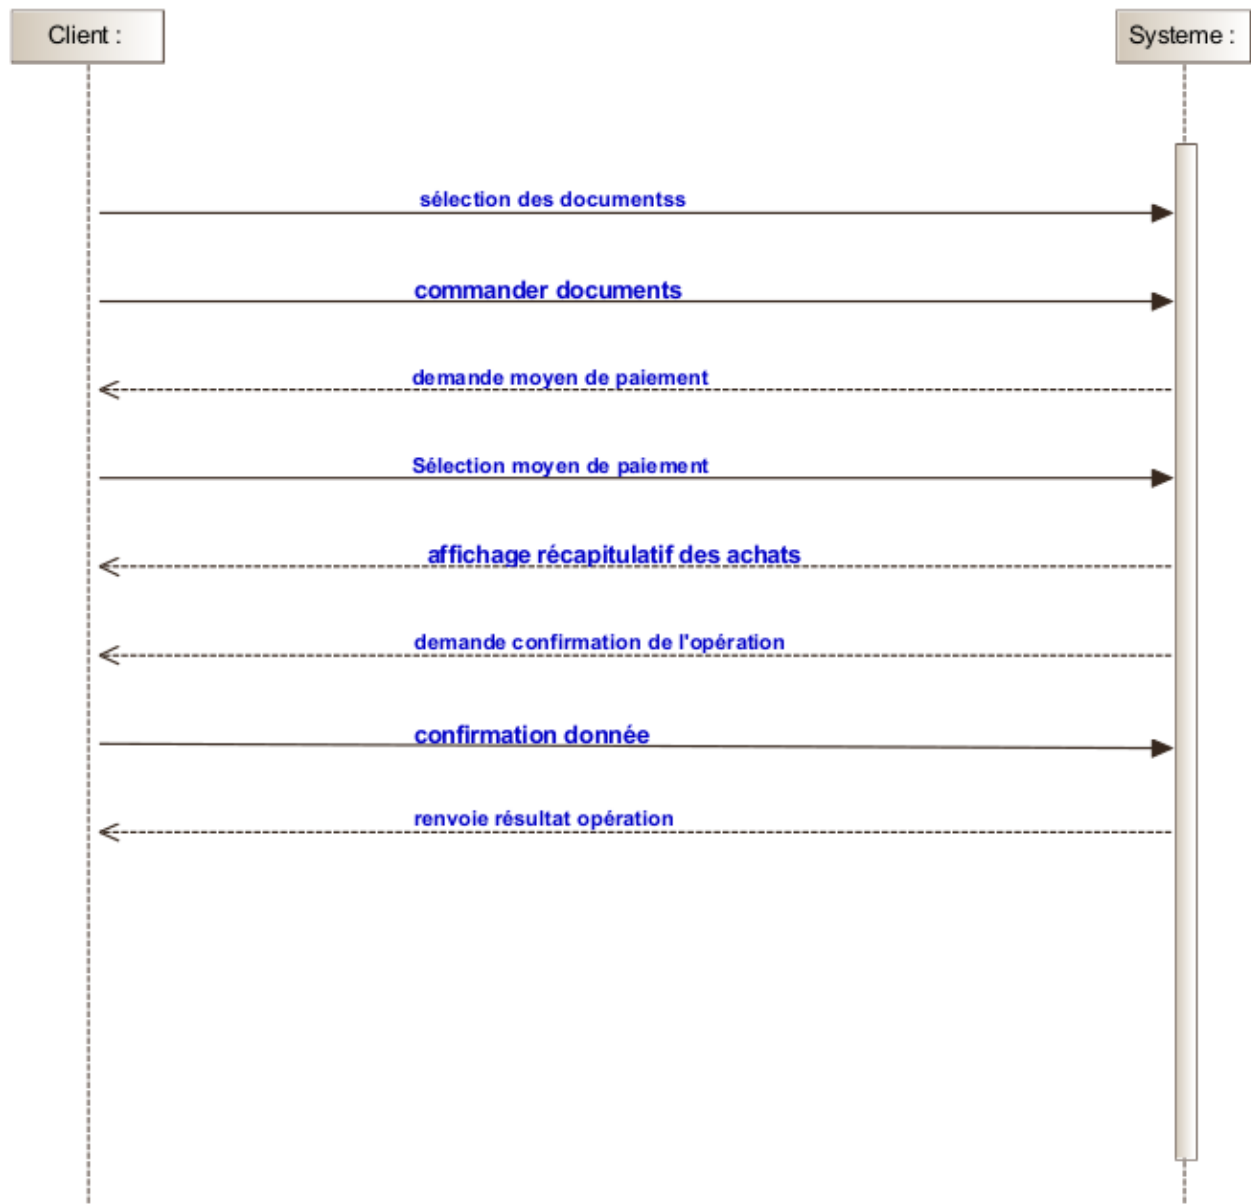 Client :
Systeme :
sélection des documentss
commander documents
demande moyen de paiement
Sélection moyen de paiement
affichage récapitulatif des achats
demande confirmation de l'opération
confirmation donnée
renvoie résultat opération